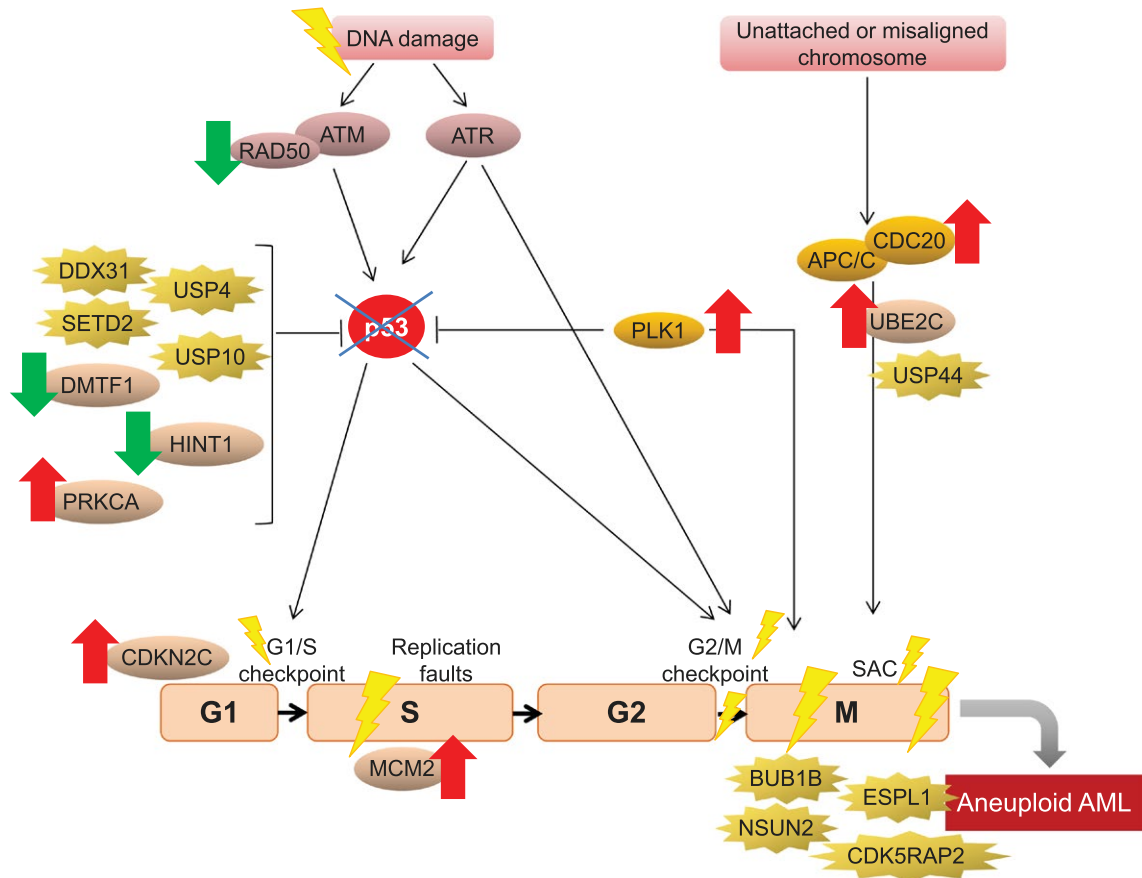 DNA damage
Unattached or misaligned
chromosome
ATM
RAD50
ATR
CDC20
APC/C
UBE2C
USP44
DDX31
USP4
SETD2
USP10
DMTF1
HINT1
PRKCA
p53
PLK1
CDKN2C
G1/S
checkpoint
Replication
faults
G2/M
checkpoint
SAC
G1
S
G2
M
MCM2
BUB1B
ESPL1
NSUN2
CDK5RAP2
Aneuploid AML